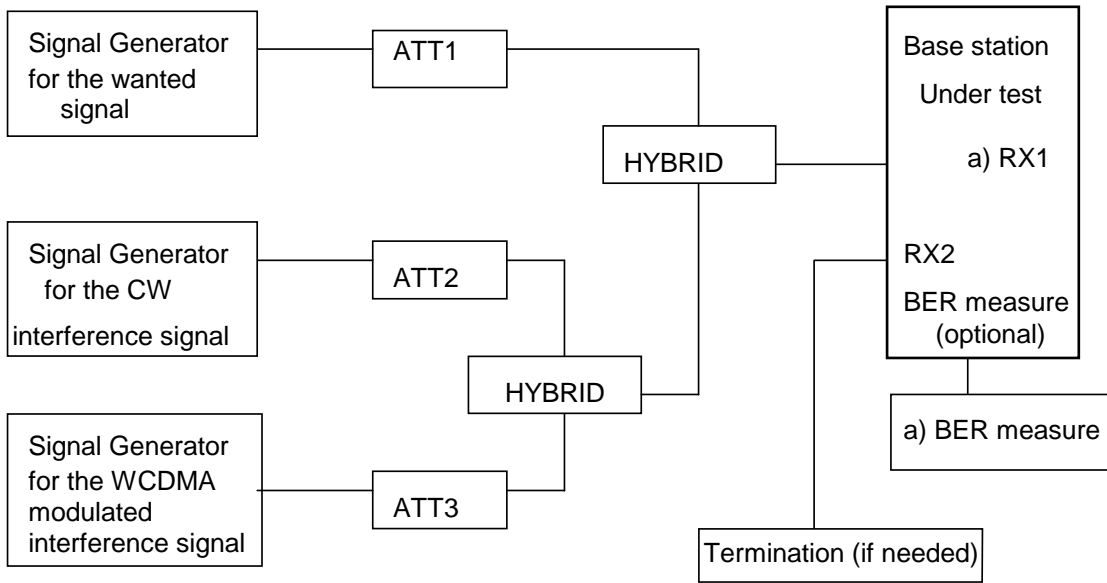 Signal Generator
for the wanted
signal
ATT1
HYBRID
Base station
Under test
a) RX1
RX2
BER measure
(optional)
Signal Generator
for the CW
interference signal
ATT2
HYBRID
a) BER measure
Signal Generator
for the WCDMA
modulated
interference signal
ATT3
Termination (if needed)